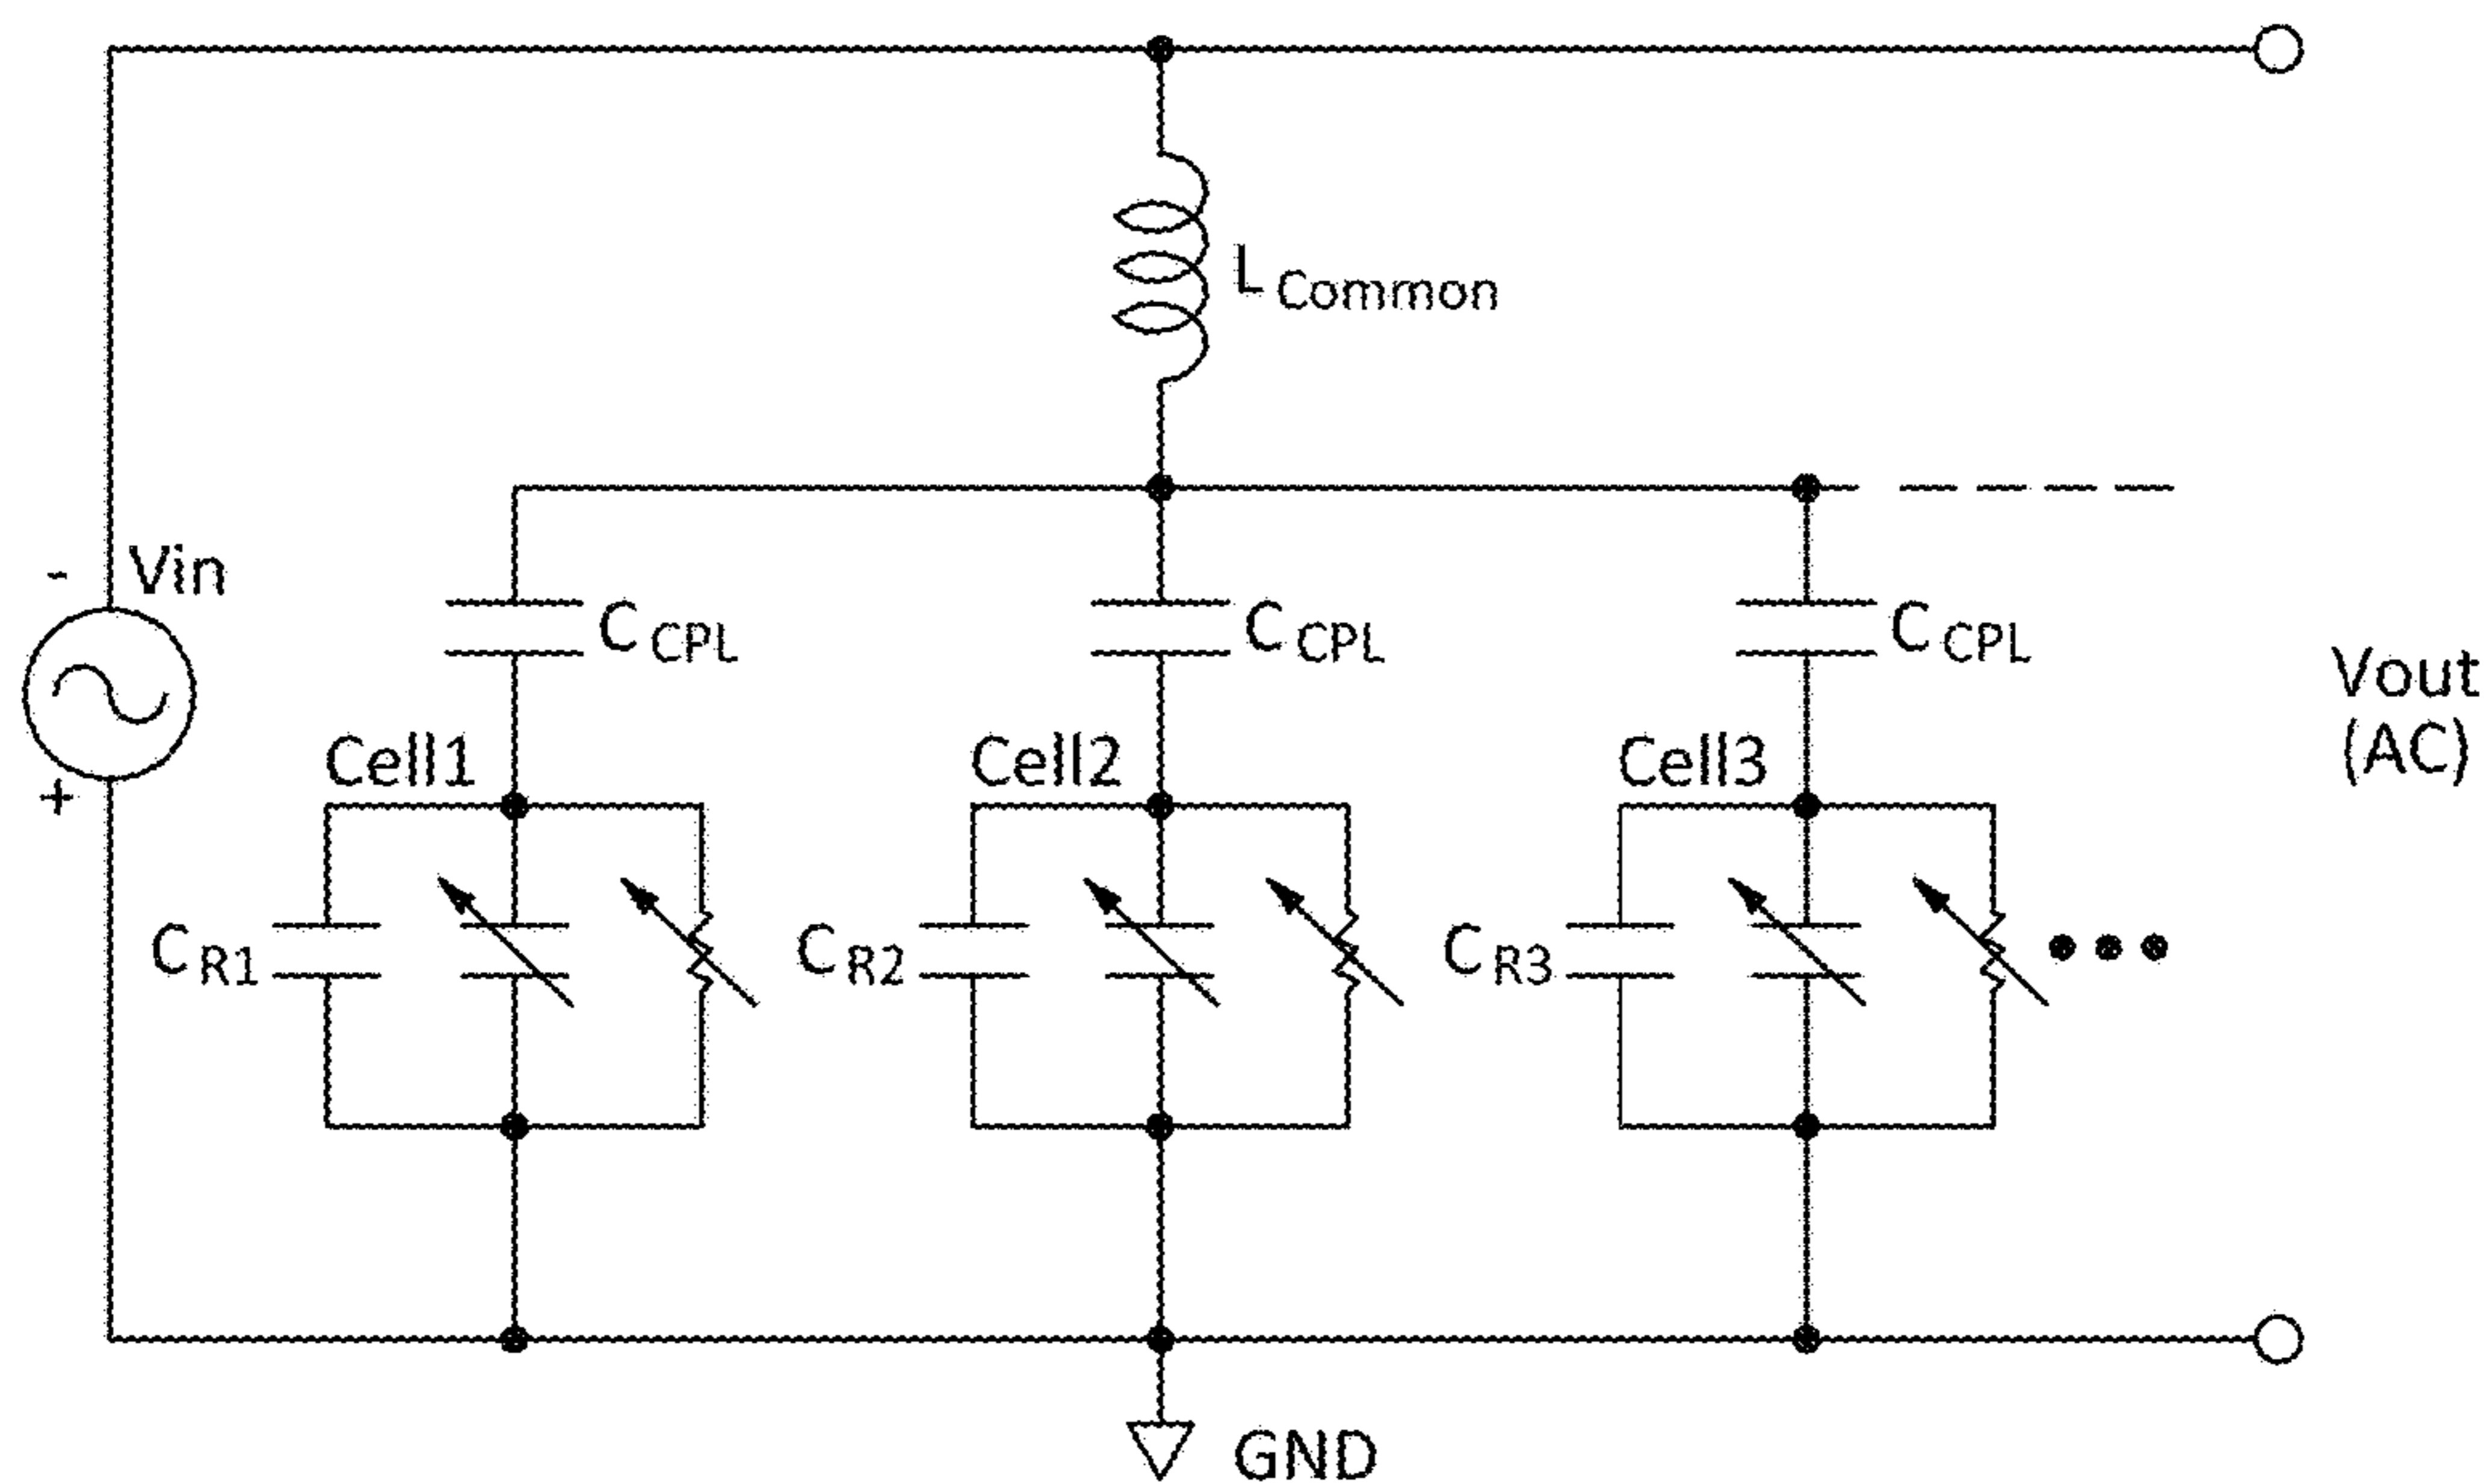 L Common
- Vin
C CPL
C CPL
C CPL
Vout
(AC)
Cell1
Cell2
Cell3
+
C R1
C R2
C R3
GND